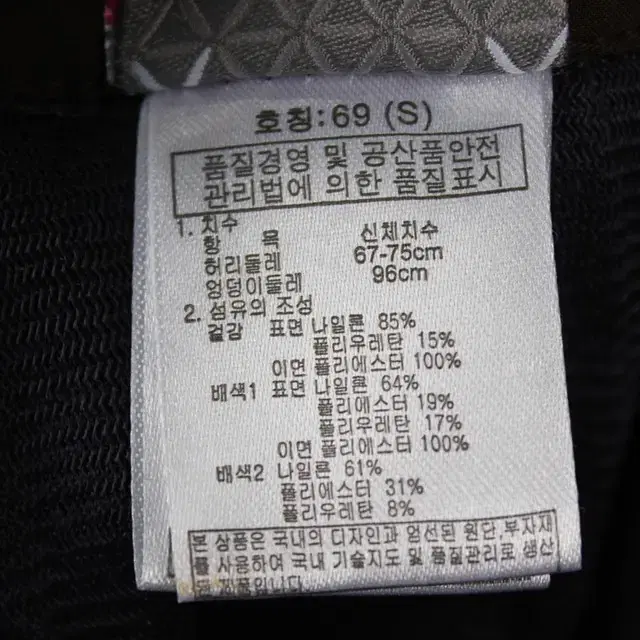 호칭:69 (S)
품질경영 및 공산품안전
관리법에 의한 품질표시
1. 치수
항 목 신체치수
허리둘레 67-75cm
엉덩이둘레 96cm
2. 섬유의 조성
겉감 표면 나일론 85%
폴리우레탄 15%
이면 폴리에스터 100%
배색1 표면 나일론 64%
폴리에스터 19%
폴리우레탄 17%
이면 폴리에스터 100%
배색2 나일론 61%
폴리에스터 31%
폴리우레탄 8%
본 상품은 국내의 디자인과 엄선된 원단,부자재
를 사용하여 국내 기술지도 및 품질관리로 생산
한 제품입니다